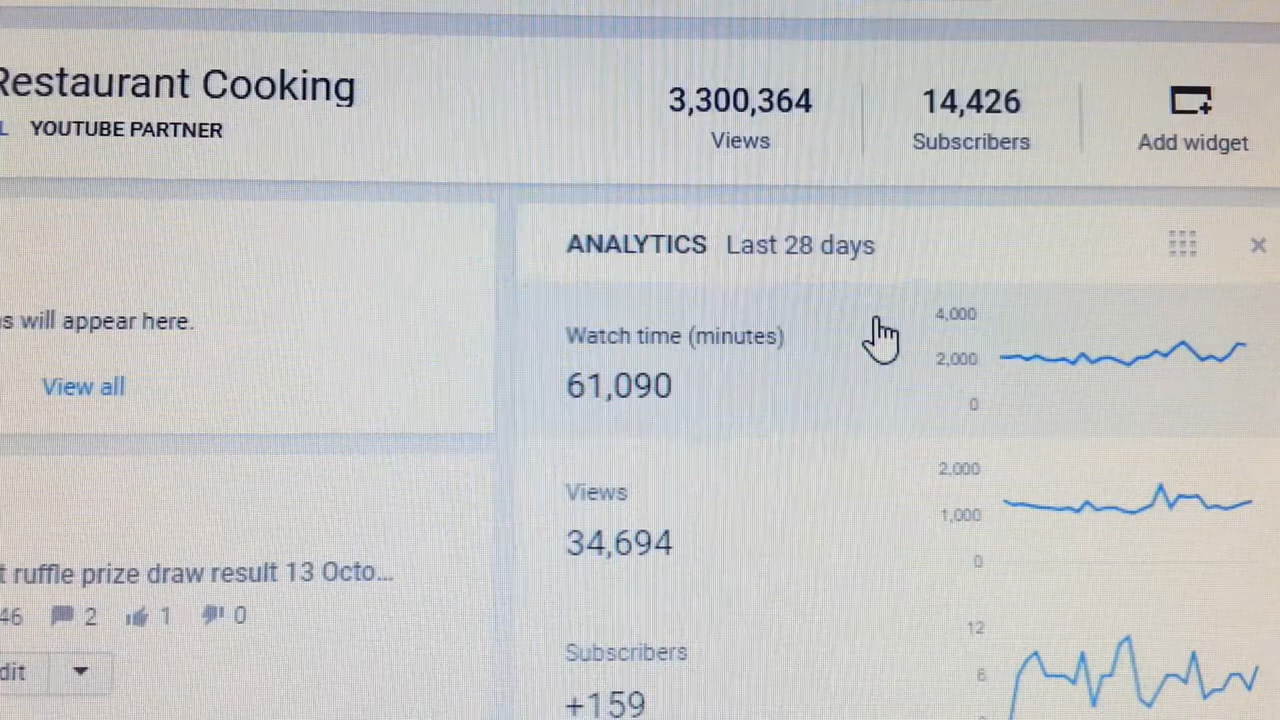 Restaurant Cooking
YOUTUBE PARTNER
3,300,364
Views
14,426
Subscribers
Add widget
will appear here.
View all
ANALYTICS Last 28 days
Watch time (minutes)
61,090
4,000
2,000
0
Views
34,694
2,000
1,000
0
ruffle prize draw result 13 Octo...
46 2 1 0
Subscribers
+159
12
6